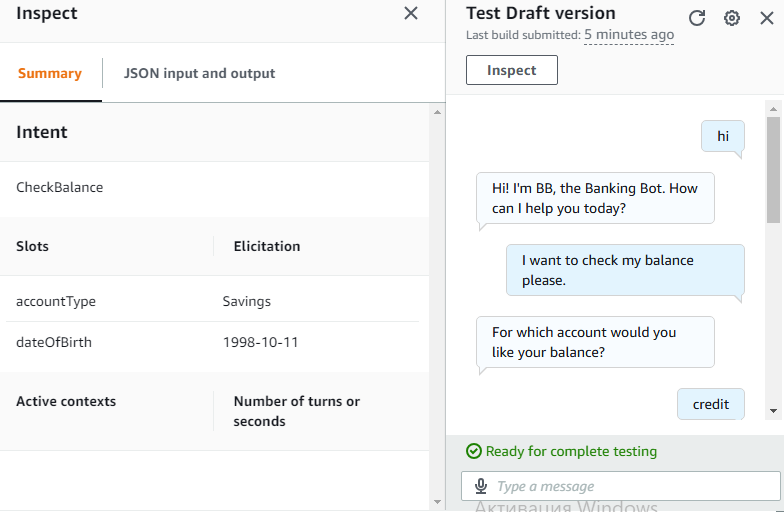 Inspect
Summary
JSON input and output
Intent
CheckBalance
Slots
Elicitation
accountType
Savings
dateOfBirth
1998-10-11
Active contexts
Number of turns or
seconds
Test Draft version
Last build submitted: 5 minutes ago
Inspect
hi
Hi! I'm BB, the Banking Bot. How
can I help you today?
I want to check my balance
please.
For which account would you
like your balance?
credit
Ready for complete testing
Type a message
Активация Windows